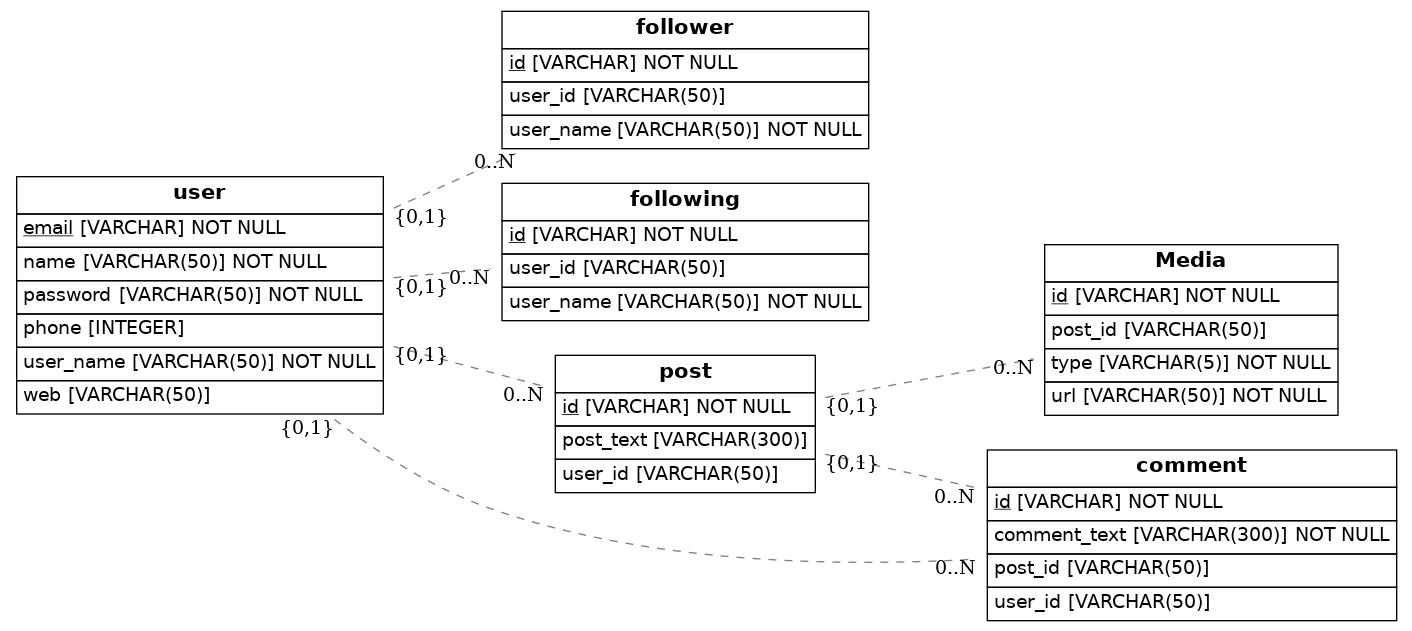 follower
id [VARCHAR] NOT NULL
user_id [VARCHAR(50)]
user_name [VARCHAR(50)] NOT NULL
0..N
{0,1}
user
email [VARCHAR] NOT NULL
name [VARCHAR(50)] NOT NULL
password [VARCHAR(50)] NOT NULL
phone [INTEGER]
user_name [VARCHAR(50)] NOT NULL
web [VARCHAR(50)]
following
id [VARCHAR] NOT NULL
user_id [VARCHAR(50)]
user_name [VARCHAR(50)] NOT NULL
{0,1}
0..N
{0,1}
0..N
post
id [VARCHAR] NOT NULL
post_text [VARCHAR(300)]
user_id [VARCHAR(50)]
Media
id [VARCHAR] NOT NULL
post_id [VARCHAR(50)]
type [VARCHAR(5)] NOT NULL
url [VARCHAR(50)] NOT NULL
0..N
{0,1}
{0,1}
0..N
comment
id [VARCHAR] NOT NULL
comment_text [VARCHAR(300)] NOT NULL
post_id [VARCHAR(50)]
user_id [VARCHAR(50)]
{0,1}
0..N